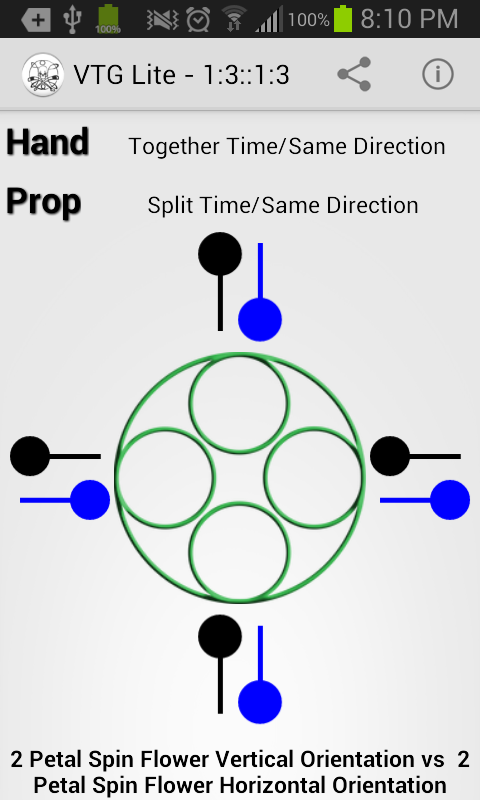 100% 100% 8:10 PM
VTG Lite - 1:3::1:3
Hand Together Time/Same Direction
Prop Split Time/Same Direction
2 Petal Spin Flower Vertical Orientation vs 2
Petal Spin Flower Horizontal Orientation